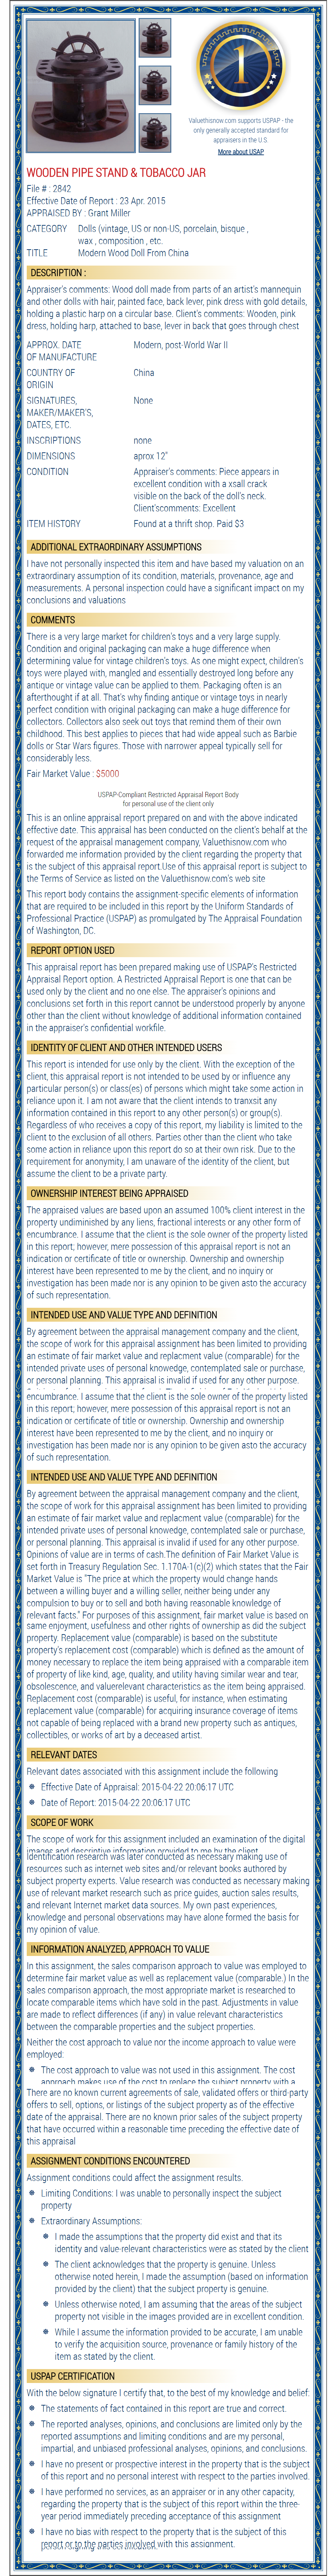 1
Valuethisnow.com supports USPAP - the
only generally accepted standard for
appraisers in the U.S.
More about USAP
WOODEN PIPE STAND & TOBACCO JAR
File # : 2842
Effective Date of Report : 23 Apr. 2015
APPRAISED BY : Grant Miller
CATEGORY Dolls (vintage, US or non-US, porcelain, bisque ,
wax , composition , etc.
TITLE Modern Wood Doll From China
DESCRIPTION :
Appraiser's comments: Wood doll made from parts of an artist's mannequin
and other dolls with hair, painted face, back lever, pink dress with gold details,
holding a plastic harp on a circular base. Client's comments: Wooden, pink
dress, holding harp, attached to base, lever in back that goes through chest
APPROX. DATE Modern, post-World War II
OF MANUFACTURE
COUNTRY OF China
ORIGIN
SIGNATURES, None
MAKER/MAKER'S,
DATES, ETC.
INSCRIPTIONS none
DIMENSIONS aprox 12"
CONDITION Appraiser's comments: Piece appears in
excellent condition with a xsall crack
visible on the back of the doll's neck.
Client'scomments: Excellent
ITEM HISTORY Found at a thrift shop. Paid $3
ADDITIONAL EXTRAORDINARY ASSUMPTIONS
I have not personally inspected this item and have based my valuation on an
extraordinary assumption of its condition, materials, provenance, age and
measurements. A personal inspection could have a significant impact on my
conclusions and valuations
COMMENTS
There is a very large market for children's toys and a very large supply.
Condition and original packaging can make a huge difference when
determining value for vintage children's toys. As one might expect, children's
toys were played with, mangled and essentially destroyed long before any
antique or vintage value can be applied to them. Packaging often is an
afterthought if at all. That's why finding antique or vintage toys in nearly
perfect condition with original packaging can make a huge difference for
collectors. Collectors also seek out toys that remind them of their own
childhood. This best applies to pieces that had wide appeal such as Barbie
dolls or Star Wars figures. Those with narrower appeal typically sell for
considerably less.
Fair Market Value : $5000
USPAP-Compliant Restricted Appraisal Report Body
for personal use of the client only
This is an online appraisal report prepared on and with the above indicated
effective date. This appraisal has been conducted on the client's behalf at the
request of the appraisal management company, Valuethisnow.com who
forwarded me information provided by the client regarding the property that
is the subject of this appraisal report.Use of this appraisal report is subject to
the Terms of Service as listed on the Valuethisnow.com's web site
This report body contains the assignment-specific elements of information
that are required to be included in this report by the Uniform Standards of
Professional Practice (USPAP) as promulgated by The Appraisal Foundation
of Washington, DC.
REPORT OPTION USED
This appraisal report has been prepared making use of USPAP's Restricted
Appraisal Report option. A Restricted Appraisal Report is one that can be
used only by the client and no one else. The appraiser's opinions and
conclusions set forth in this report cannot be understood properly by anyone
other than the client without knowledge of additional information contained
in the appraiser's confidential workfile.
IDENTITY OF CLIENT AND OTHER INTENDED USERS
This report is intended for use only by the client. With the exception of the
client, this appraisal report is not intended to be used by or influence any
particular person(s) or class(es) of persons which might take some action in
reliance upon it. I am not aware that the client intends to tranxsit any
information contained in this report to any other person(s) or group(s).
Regardless of who receives a copy of this report, my liability is limited to the
client to the exclusion of all others. Parties other than the client who take
some action in reliance upon this report do so at their own risk. Due to the
requirement for anonymity, I am unaware of the identity of the client, but
assume the client to be a private party.
OWNERSHIP INTEREST BEING APPRAISED
The appraised values are based upon an assumed 100% client interest in the
property undiminished by any liens, fractional interests or any other form of
encumbrance. I assume that the client is the sole owner of the property listed
in this report; however, mere possession of this appraisal report is not an
indication or certificate of title or ownership. Ownership and ownership
interest have been represented to me by the client, and no inquiry or
investigation has been made nor is any opinion to be given asto the accuracy
of such representation.
INTENDED USE AND VALUE TYPE AND DEFINITION
By agreement between the appraisal management company and the client,
the scope of work for this appraisal assignment has been limited to providing
an estimate of fair market value and replacment value (comparable) for the
intended private uses of personal knowedge, contemplated sale or purchase,
or personal planning. This appraisal is invalid if used for any other purpose.
encumbrance. I assume that the client is the sole owner of the property listed
in this report; however, mere possession of this appraisal report is not an
indication or certificate of title or ownership. Ownership and ownership
interest have been represented to me by the client, and no inquiry or
investigation has been made nor is any opinion to be given asto the accuracy
of such representation.
INTENDED USE AND VALUE TYPE AND DEFINITION
By agreement between the appraisal management company and the client,
the scope of work for this appraisal assignment has been limited to providing
an estimate of fair market value and replacment value (comparable) for the
intended private uses of personal knowedge, contemplated sale or purchase,
or personal planning. This appraisal is invalid if used for any other purpose.
Opinions of value are in terms of cash.The definition of Fair Market Value is
set forth in Treasury Regulation Sec. 1.170A-1(c)(2) which states that the Fair
Market Value is "The price at which the property would change hands
between a willing buyer and a willing seller, neither being under any
compulsion to buy or to sell and both having reasonable knowledge of
relevant facts." For purposes of this assignment, fair market value is based on
same enjoyment, usefulness and other rights of ownership as did the subject
property. Replacement value (comparable) is based on the substitute
property's replacement cost (comparable) which is defined as the amount of
money necessary to replace the item being appraised with a comparable item
of property of like kind, age, quality, and utility having similar wear and tear,
obsolescence, and valuerelevant characteristics as the item being appraised.
Replacement cost (comparable) is useful, for instance, when estimating
replacement value (comparable) for acquiring insurance coverage of items
not capable of being replaced with a brand new property such as antiques,
collectibles, or works of art by a deceased artist.
RELEVANT DATES
Relevant dates associated with this assignment include the following
Effective Date of Appraisal: 2015-04-22 20:06:17 UTC
Date of Report: 2015-04-22 20:06:17 UTC
SCOPE OF WORK
The scope of work for this assignment included an examination of the digital
images and descriptive information provided to me by the client
Identification research was later conducted as necessary making use of
resources such as internet web sites and/or relevant books authored by
subject property experts. Value research was conducted as necessary making
use of relevant market research such as price guides, auction sales results,
and relevant Internet market data sources. My own past experiences,
knowledge and personal observations may have alone formed the basis for
my opinion of value.
INFORMATION ANALYZED, APPROACH TO VALUE
In this assignment, the sales comparison approach to value was employed to
determine fair market value as well as replacement value (comparable.) In the
sales comparison approach, the most appropriate market is researched to
locate comparable items which have sold in the past. Adjustments in value
are made to reflect differences (if any) in value relevant characteristics
between the comparable properties and the subject properties.
Neither the cost approach to value nor the income approach to value were
employed:
The cost approach to value was not used in this assignment. The cost
approach makes use of the cost to replace the subject property with a
There are no known current agreements of sale, validated offers or third-party
offers to sell, options, or listings of the subject property as of the effective
date of the appraisal. There are no known prior sales of the subject property
that have occurred within a reasonable time preceding the effective date of
this appraisal
ASSIGNMENT CONDITIONS ENCOUNTERED
Assignment conditions could affect the assignment results.
Limiting Conditions: I was unable to personally inspect the subject
property
Extraordinary Assumptions:
I made the assumptions that the property did exist and that its
identity and value-relevant characteristics were as stated by the client
The client acknowledges that the property is genuine. Unless
otherwise noted herein, I made the assumption (based on information
provided by the client) that the subject property is genuine.
Unless otherwise noted, I am assuming that the areas of the subject
property not visible in the images provided are in excellent condition.
While I assume the information provided to be accurate, I am unable
to verify the acquisition source, provenance or family history of the
item as stated by the client.
USPAP CERTIFICATION
With the below signature I certify that, to the best of my knowledge and belief.
The statements of fact contained in this report are true and correct.
The reported analyses, opinions, and conclusions are limited only by the
reported assumptions and limiting conditions and are my personal,
impartial, and unbiased professional analyses, opinions, and conclusions.
I have no present or prospective interest in the property that is the subject
of this report and no personal interest with respect to the parties involved.
I have performed no services, as an appraiser or in any other capacity,
regarding the property that is the subject of this report within the three-
year period immediately preceding acceptance of this assignment
I have no bias with respect to the property that is the subject of this
report or to the parties involved with this assignment.